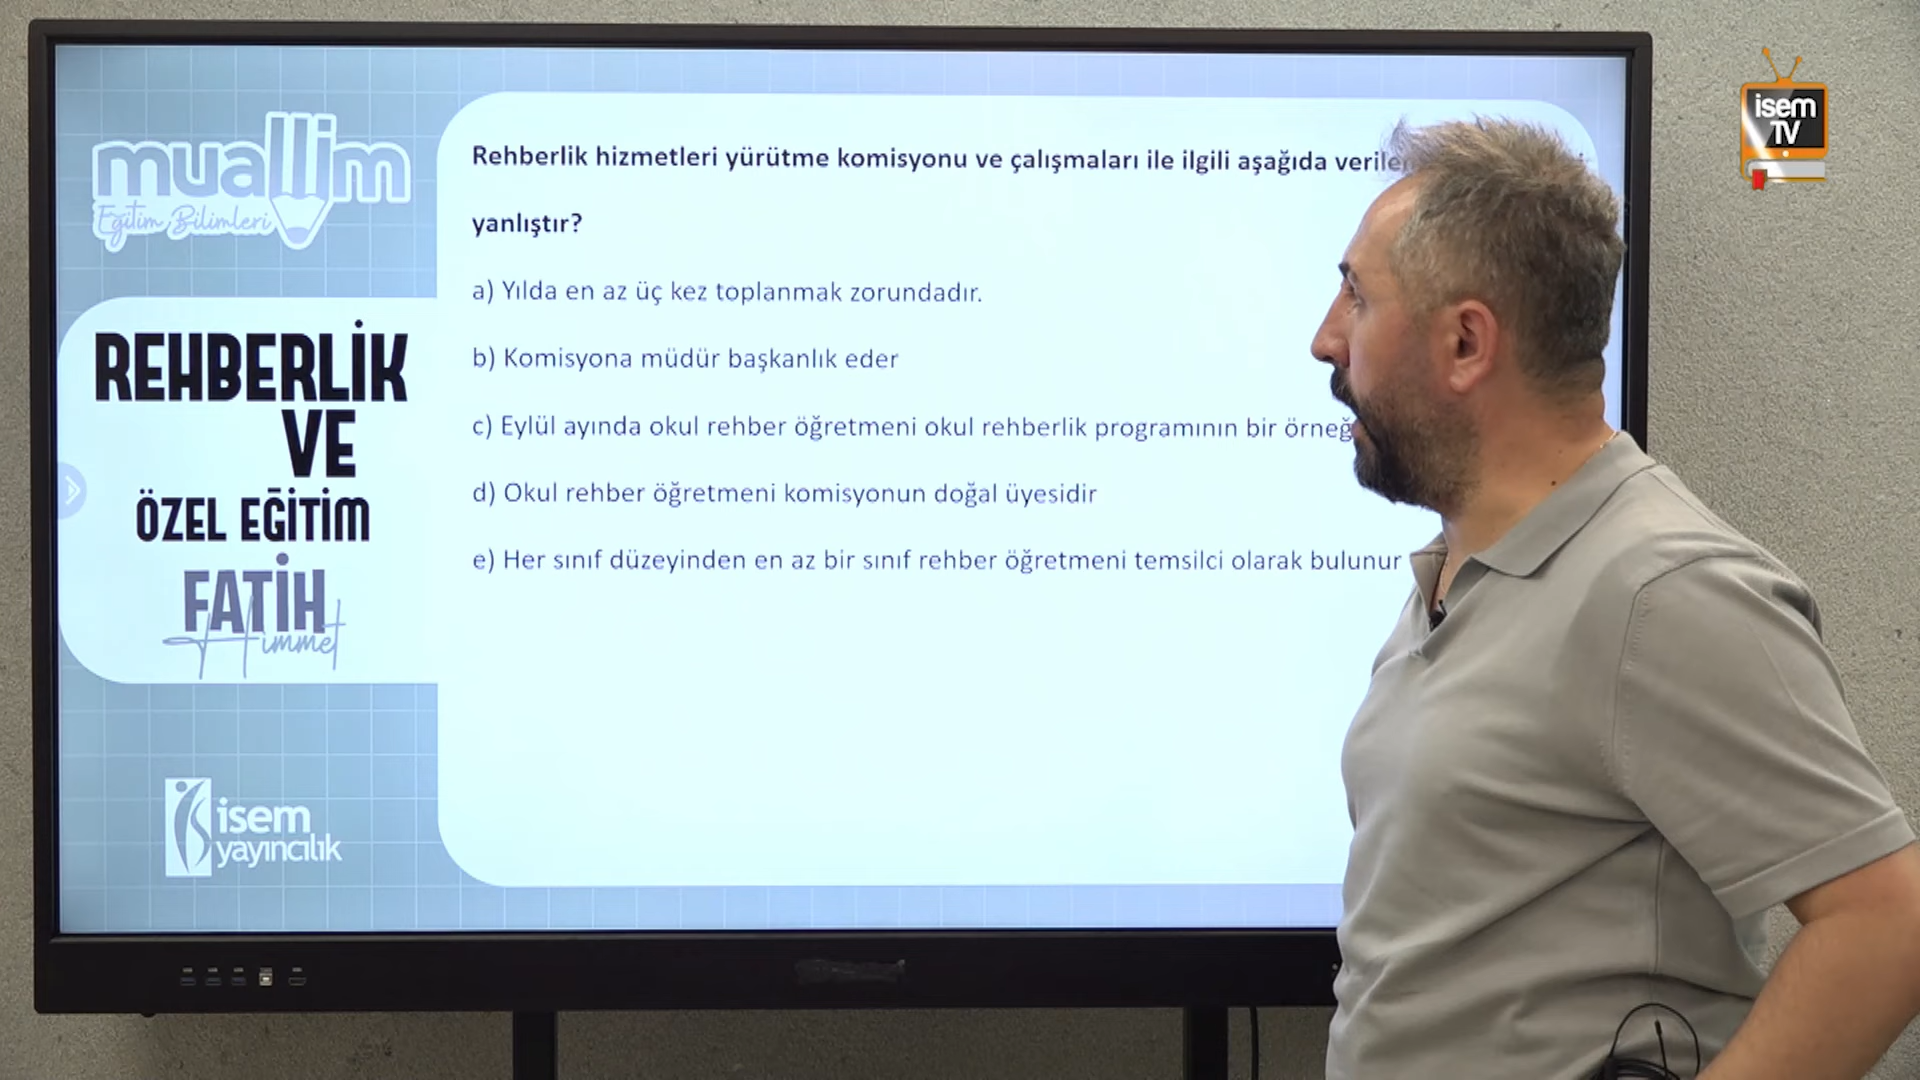 isem
TV
muallim
Eğitim Bilimleri
REHBERLİK
VE
ÖZEL EĞİTİM
FATİH
Himmet
isem
yayıncılık
Rehberlik hizmetleri yürütme komisyonu ve çalışmaları ile ilgili aşağıda
yanlıştır?
a) Yılda en az üç kez toplanmak zorundadır.
b) Komisyona müdür başkanlık eder
c) Eylül ayında okul rehber öğretmeni okul rehberlik programının bir
d) Okul rehber öğretmeni komisyonun doğal üyesidir
e) Her sınıf düzeyinden en az bir sınıf rehber öğretmeni temsilci olarak bulunur